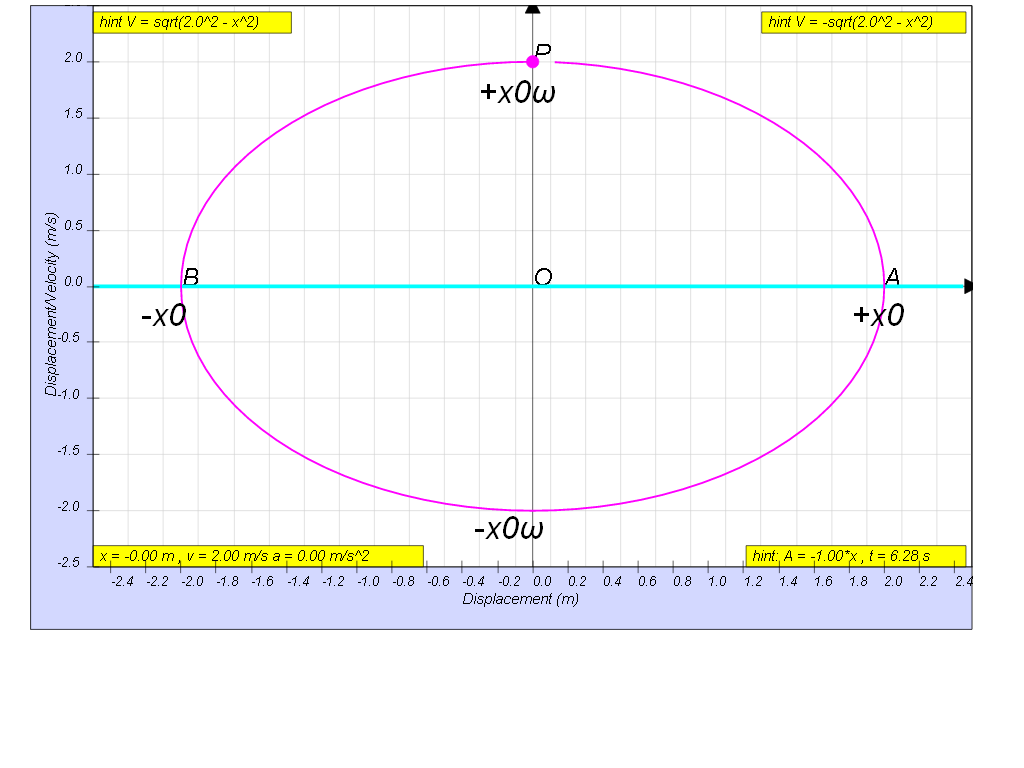 hint V = sqrt(2.0^2 - x^2)
hint V = -sqrt(2.0^2 - x^2)
2.0
P
+x0ω
1.5
1.0
0.5
Displacement/Velocity (m/s)
0.0
B
O
A
-x0
+x0
-0.5
-1.0
-1.5
-2.0
-x0ω
x = -0.00 m , v = 2.00 m/s a = 0.00 m/s^2
hint: A = -1.00*x , t = 6.28 s
-2.5
-2.4 -2.2 -2.0 -1.8 -1.6 -1.4 -1.2 -1.0 -0.8 -0.6 -0.4 -0.2 0.0 0.2 0.4 0.6 0.8 1.0 1.2 1.4 1.6 1.8 2.0 2.2 2.4
Displacement (m)